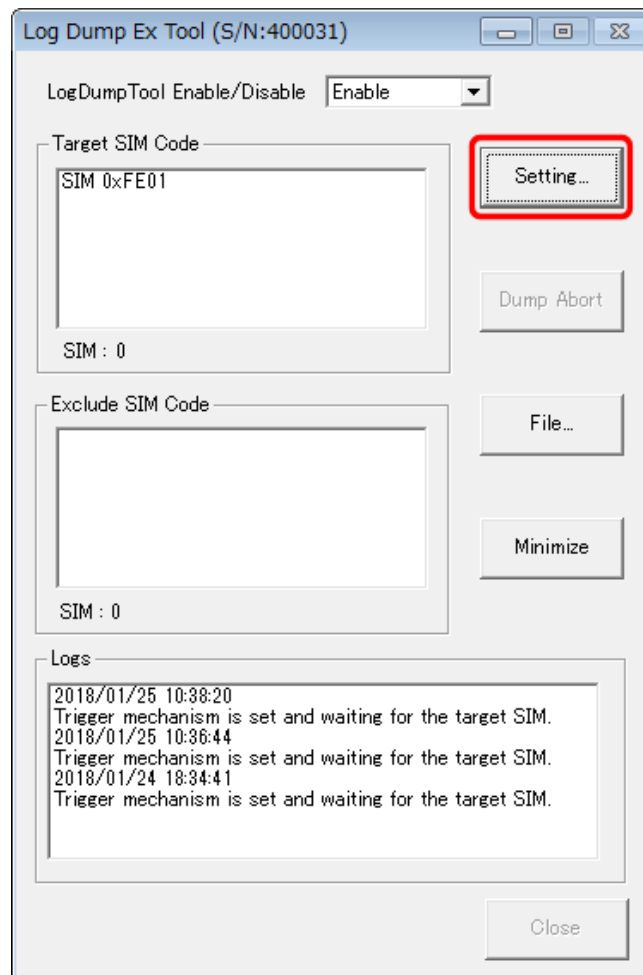 Log Dump Ex Tool (S/N:400031)
LogDumpTool Enable/Disable Enable
Target SIM Code
SIM 0xFE01
Setting...
Dump Abort
SIM : 0
Exclude SIM Code
File...
Minimize
SIM : 0
Logs
2018/01/25 10:38:20
Trigger mechanism is set and waiting for the target SIM.
2018/01/25 10:36:44
Trigger mechanism is set and waiting for the target SIM.
2018/01/24 18:34:41
Trigger mechanism is set and waiting for the target SIM.
Close